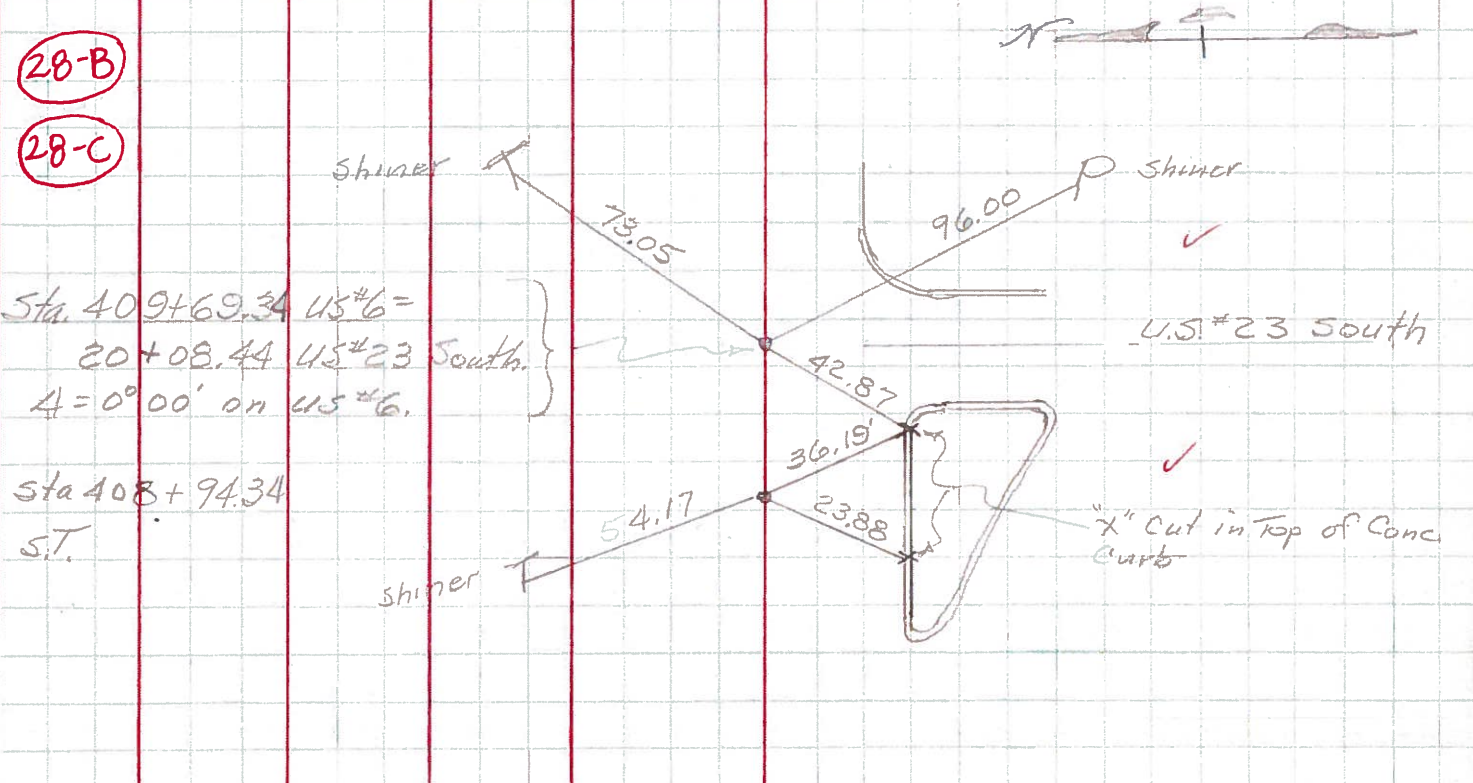 N
28-B
28-C
shiner
Shiner
73.05
96.00
Sta. 409+69.34 US#6=
20+08.44 US#23 South.
Δ=0°00' on US#6.
U.S.#23 South
42.87
36.19'
Sta 408+94.34
S.T.
54.17
23.88
"X" Cut in Top of Conc
Curb
shiner